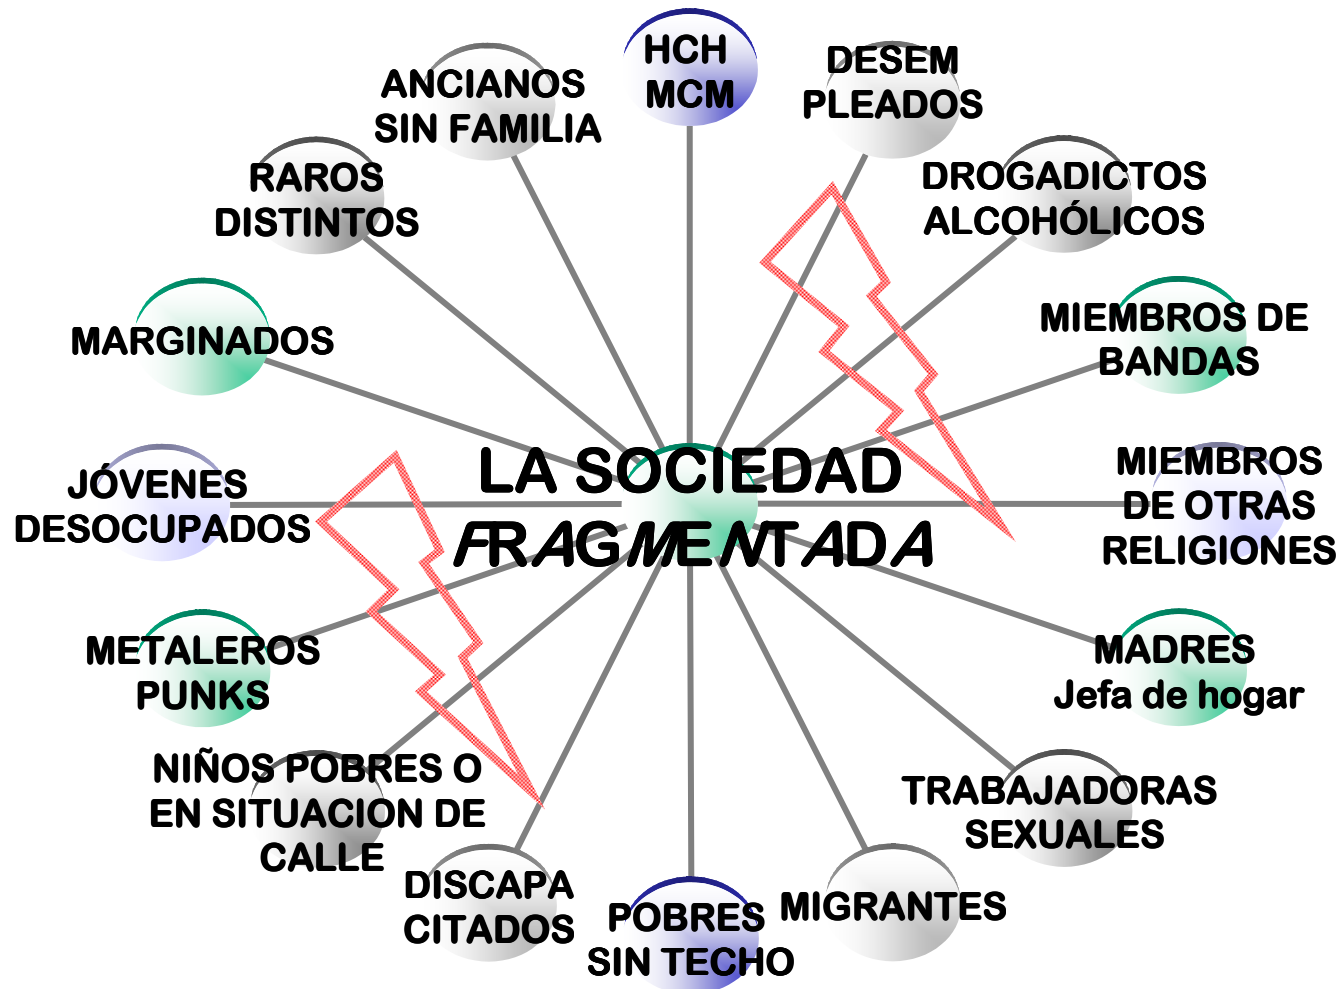 HCH
MCM
DESEM
PLEADOS
DROGADICTOS
ALCOHÓLICOS
MIEMBROS DE
BANDAS
MIEMBROS
DE OTRAS
RELIGIONES
MADRES
Jefa de hogar
TRABAJADORAS
SEXUALES
MIGRANTES
POBRES
SIN TECHO
DISCAPA
CITADOS
NIÑOS POBRES O
EN SITUACION DE
CALLE
METALEROS
PUNKS
JÓVENES
DESOCUPADOS
MARGINADOS
RAROS
DISTINTOS
ANCIANOS
SIN FAMILIA
LA SOCIEDAD
FRAGMENTADA